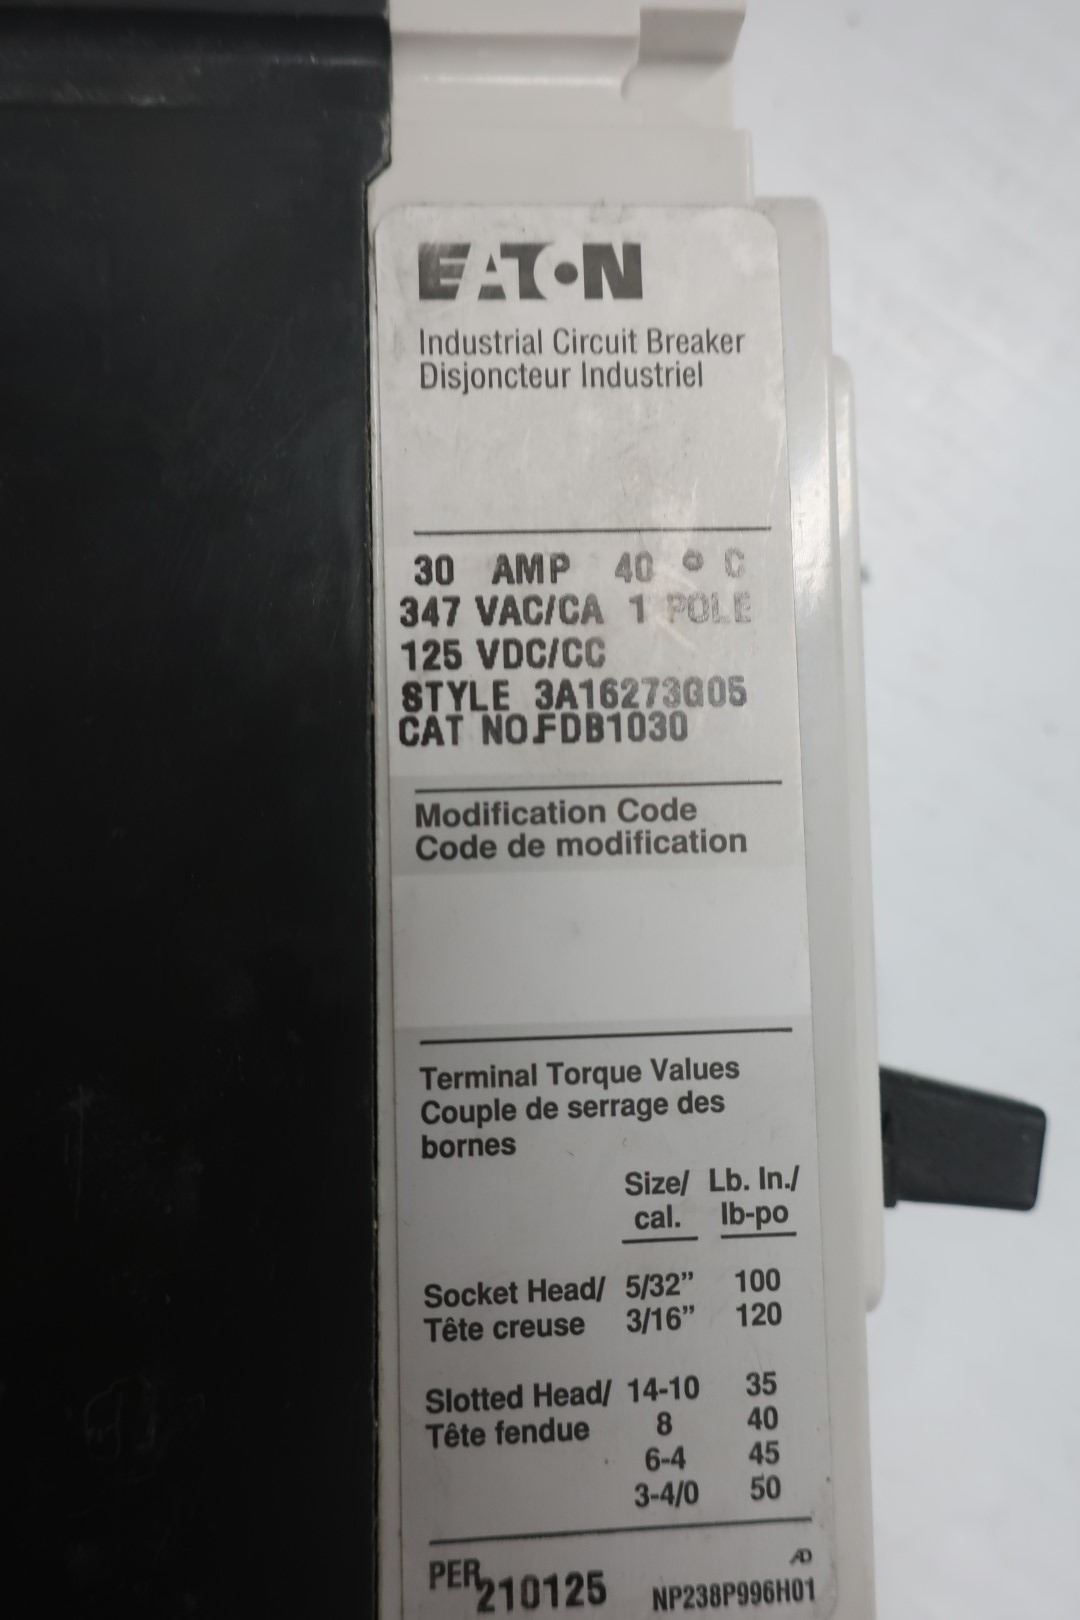 EATON
Industrial Circuit Breaker
Disjoncteur Industriel
30 AMP 40 ° C
347 VAC/CA 1 POLE
125 VDC/CC
STYLE 3A16273G05
CAT NO.FDB1030
Modification Code
Code de modification
Terminal Torque Values
Couple de serrage des
bornes
Size/ Lb. In./
cal. lb-po
Socket Head/ 5/32" 100
Tête creuse 3/16" 120
Slotted Head/ 14-10 35
Tête fendue 8 40
6-4 45
3-4/0 50
PER 210125 NP238P996H01